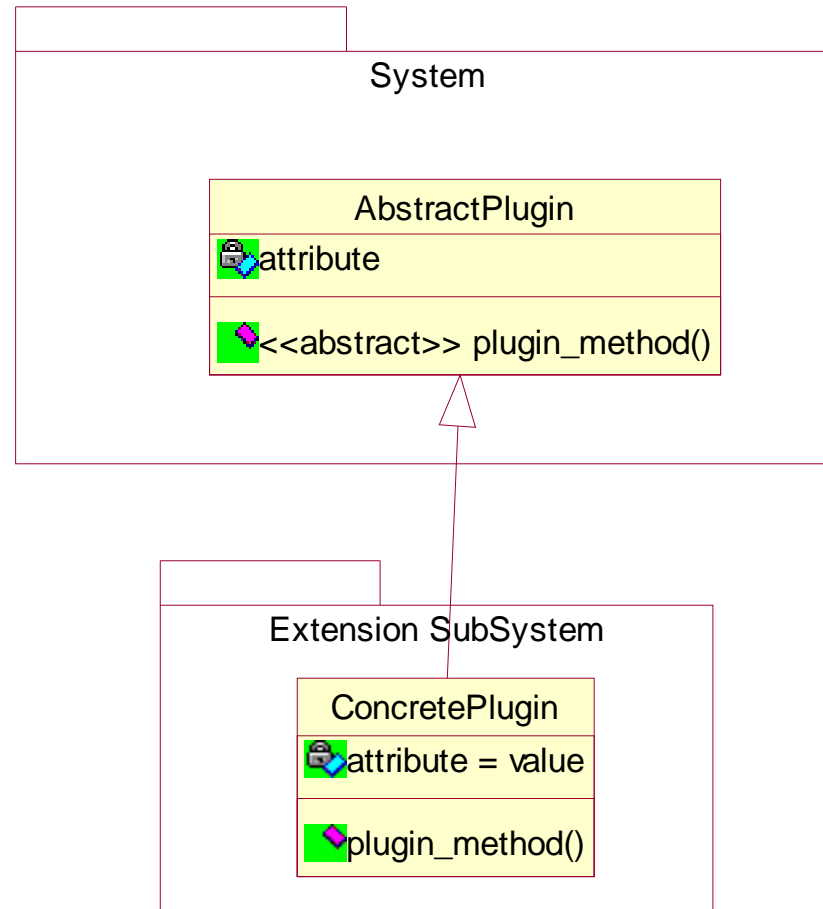 System
AbstractPlugin
attribute
<<abstract>> plugin_method()
Extension SubSystem
ConcretePlugin
attribute = value
plugin_method()